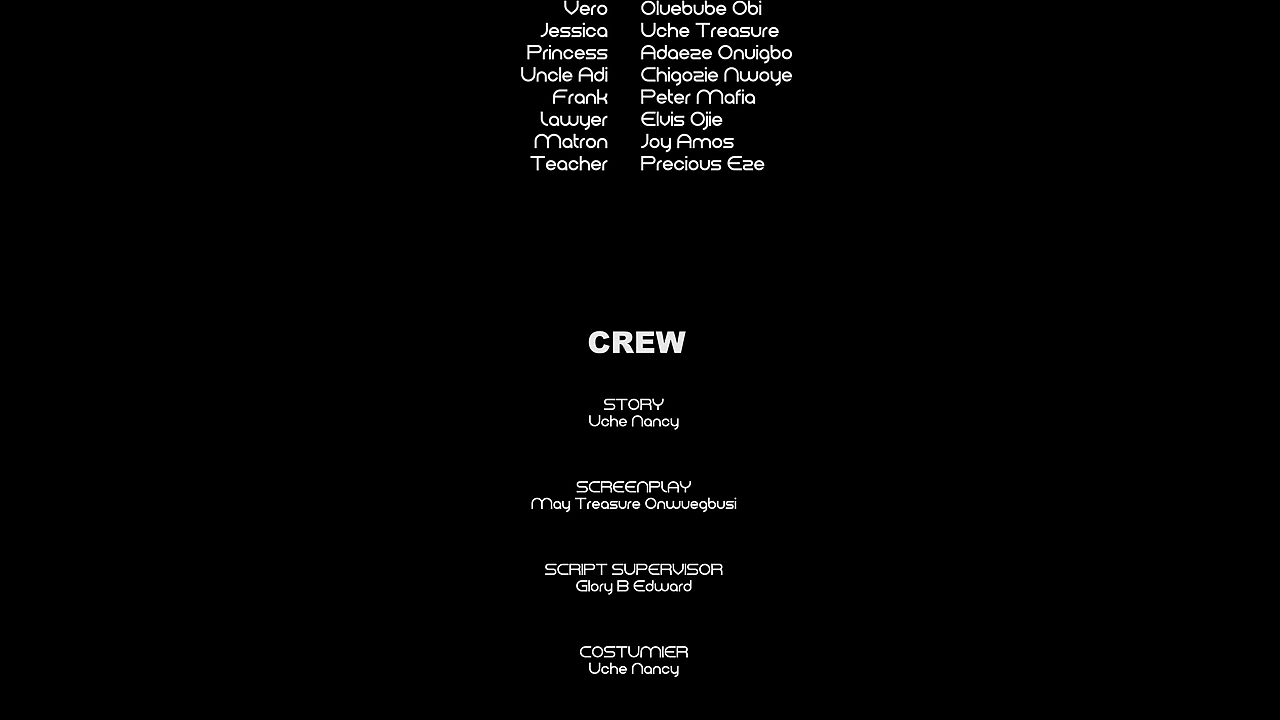 Vero Oluebube Obi
Jessica Uche Treasure
Princess Adaeze Onuigbo
Uncle Adi Chigozie Nwoye
Frank Peter Mafia
Lawyer Elvis Ojie
Matron Joy Amos
Teacher Precious Eze
CREW
STORY
Uche Nancy
SCREENPLAY
May Treasure Onwuegbusi
SCRIPT SUPERVISOR
Glory B Edward
COSTUMIER
Uche Nancy